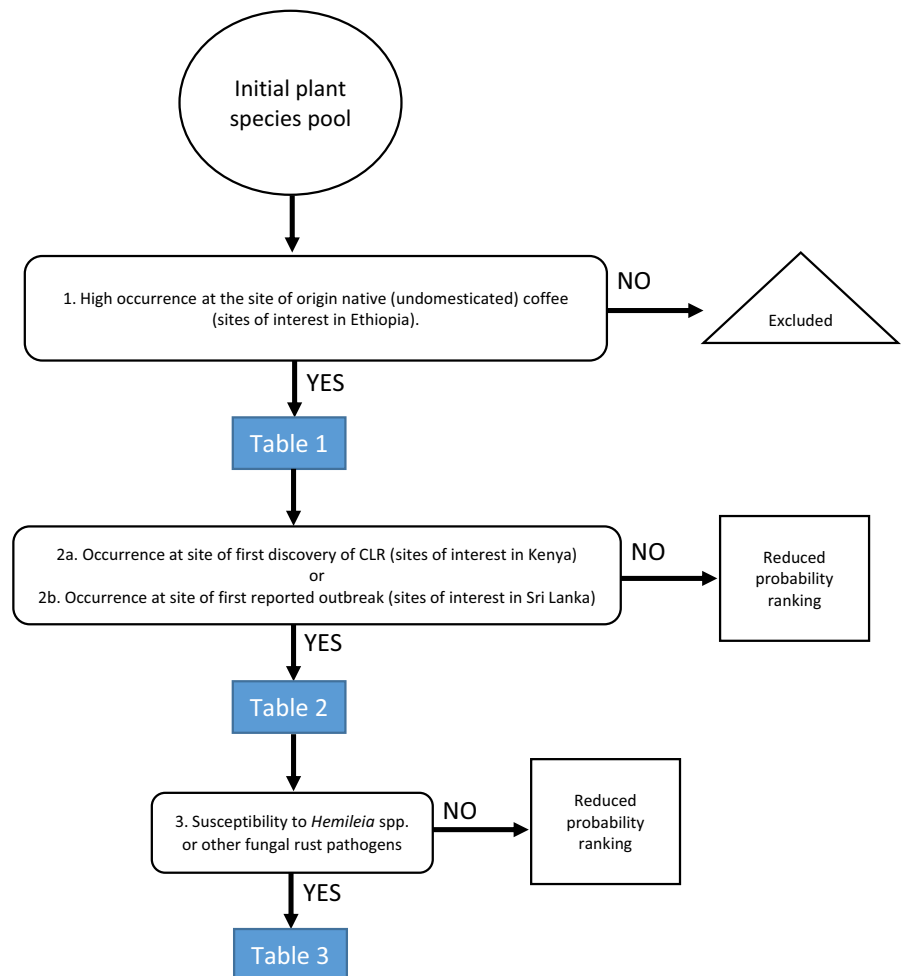 Initial plant
species pool
1. High occurrence at the site of origin native (undomesticated) coffee
(sites of interest in Ethiopia).
NO
Excluded
YES
Table 1
2a. Occurrence at site of first discovery of CLR (sites of interest in Kenya)
or
2b. Occurrence at site of first reported outbreak (sites of interest in Sri Lanka)
NO
Reduced
probability
ranking
YES
Table 2
3. Susceptibility to Hemileia spp.
or other fungal rust pathogens
NO
Reduced
probability
ranking
YES
Table 3